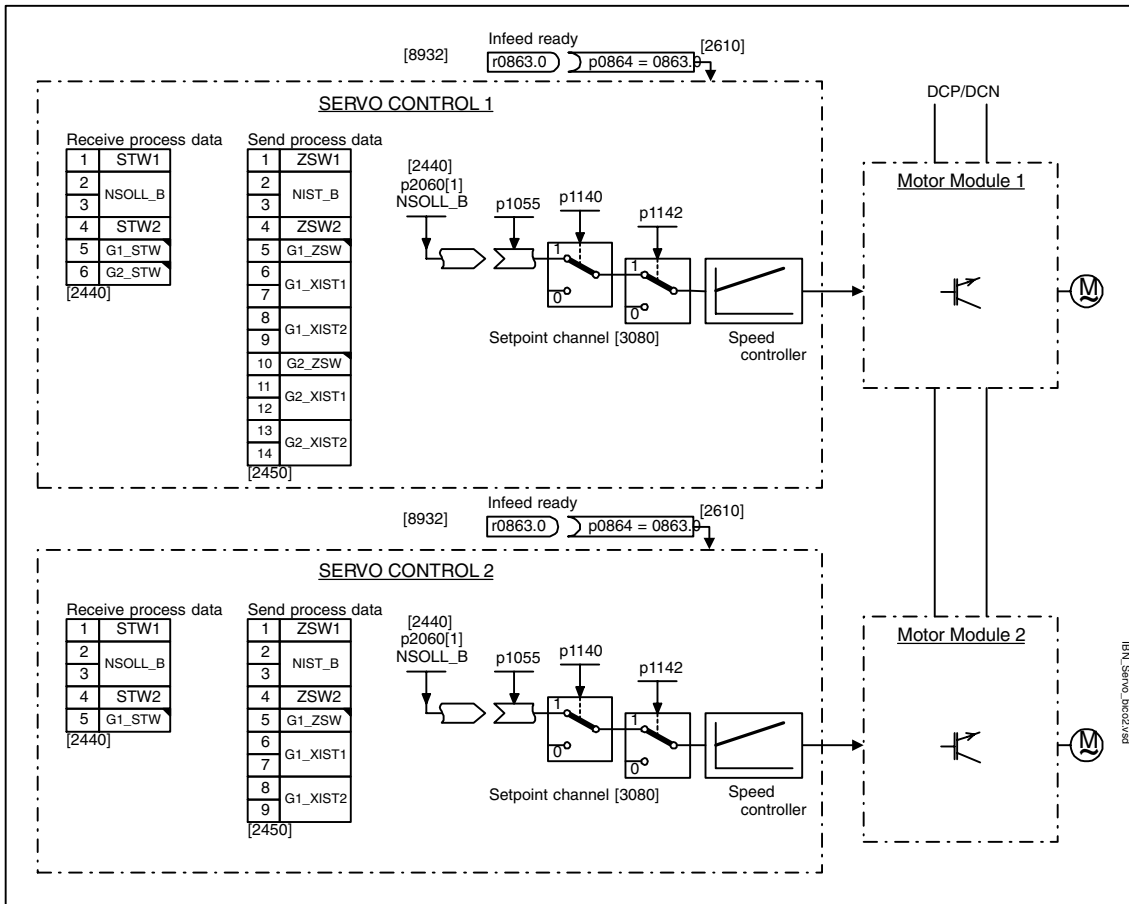 Infeed ready
[8932] r0863.0 p0864 = 0863.0 [2610]
SERVO CONTROL 1
DCP/DCN
Receive process data
1 STW1
2
3 NSOLL_B
4 STW2
5 G1_STW
6 G2_STW
[2440]
Send process data
1 ZSW1
2
3 NIST_B
4 ZSW2
5 G1_ZSW
6
7 G1_XIST1
8
9 G1_XIST2
10 G2_ZSW
11
12 G2_XIST1
13
14 G2_XIST2
[2450]
[2440]
p2060[1]
NSOLL_B
p1055
p1140
p1142
1
0
1
0
Setpoint channel [3080]
Speed
controller
Motor Module 1
M
Infeed ready
[8932] r0863.0 p0864 = 0863.0 [2610]
SERVO CONTROL 2
Receive process data
1 STW1
2
3 NSOLL_B
4 STW2
5 G1_STW
[2440]
Send process data
1 ZSW1
2
3 NIST_B
4 ZSW2
5 G1_ZSW
6
7 G1_XIST1
8
9 G1_XIST2
[2450]
[2440]
p2060[1]
NSOLL_B
p1055
p1140
p1142
1
0
1
0
Setpoint channel [3080]
Speed
controller
Motor Module 2
M
IBN_Servo_bico2.vsd